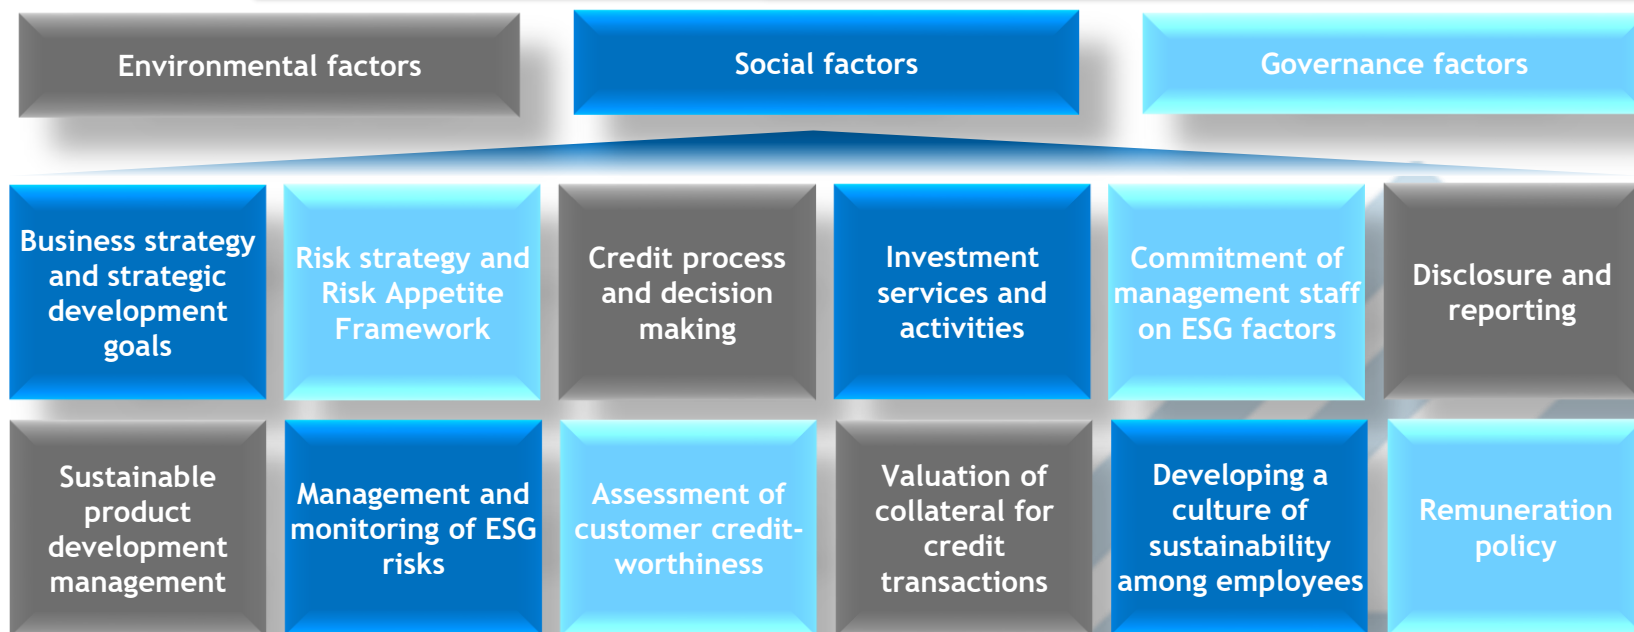 Environmental factors
Social factors
Governance factors
Business strategy
and strategic
development
goals
Risk strategy and
Risk Appetite
Framework
Credit process
and decision
making
Investment
services and
activities
Commitment of
management staff
on ESG factors
Disclosure and
reporting
Sustainable
product
development
management
Management and
monitoring of ESG
risks
Assessment of
customer credit-
worthiness
Valuation of
collateral for
credit
transactions
Developing a
culture of
sustainability
among employees
Remuneration
policy